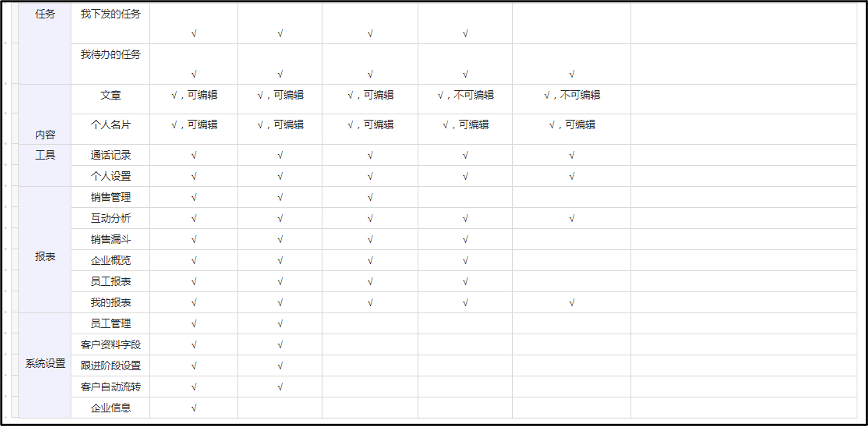 任务 我下发的任务
√ √ √ √
我待办的任务
√ √ √ √ √
文章 √，可编辑 √，可编辑 √，可编辑 √，不可编辑 √，不可编辑
内容 个人名片 √，可编辑 √，可编辑 √，可编辑 √，可编辑 √，可编辑
工具 通话记录 √ √ √ √ √
个人设置 √ √ √ √ √
销售管理 √ √ √
互动分析 √ √ √ √ √
销售漏斗 √ √ √ √
报表 企业概览 √ √ √ √
员工报表 √ √ √ √
我的报表 √ √ √ √ √
员工管理 √ √
客户资料字段 √ √
系统设置 跟进阶段设置 √ √
客户自动流转 √ √
企业信息 √